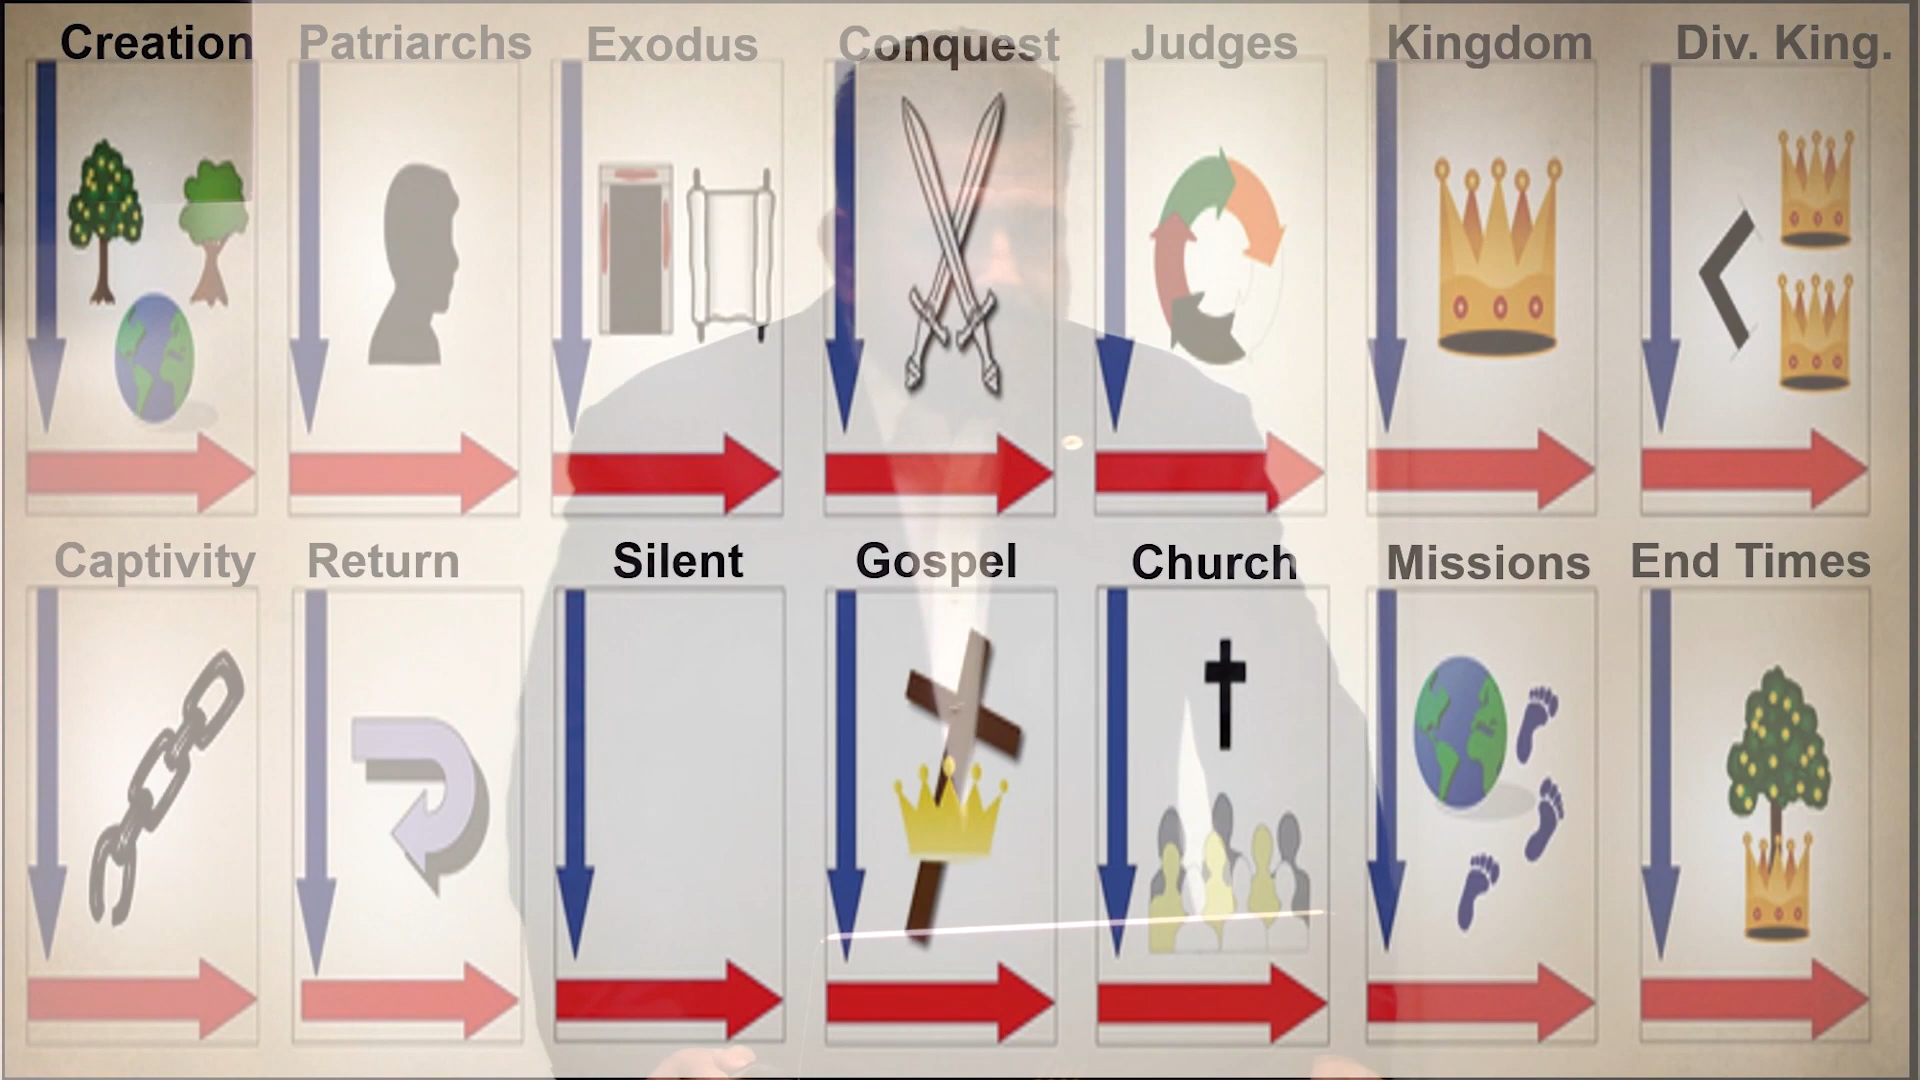 Creation Patriarchs Exodus Conquest Judges Kingdom Div. King.
Captivity Return Silent Gospel Church Missions End Times